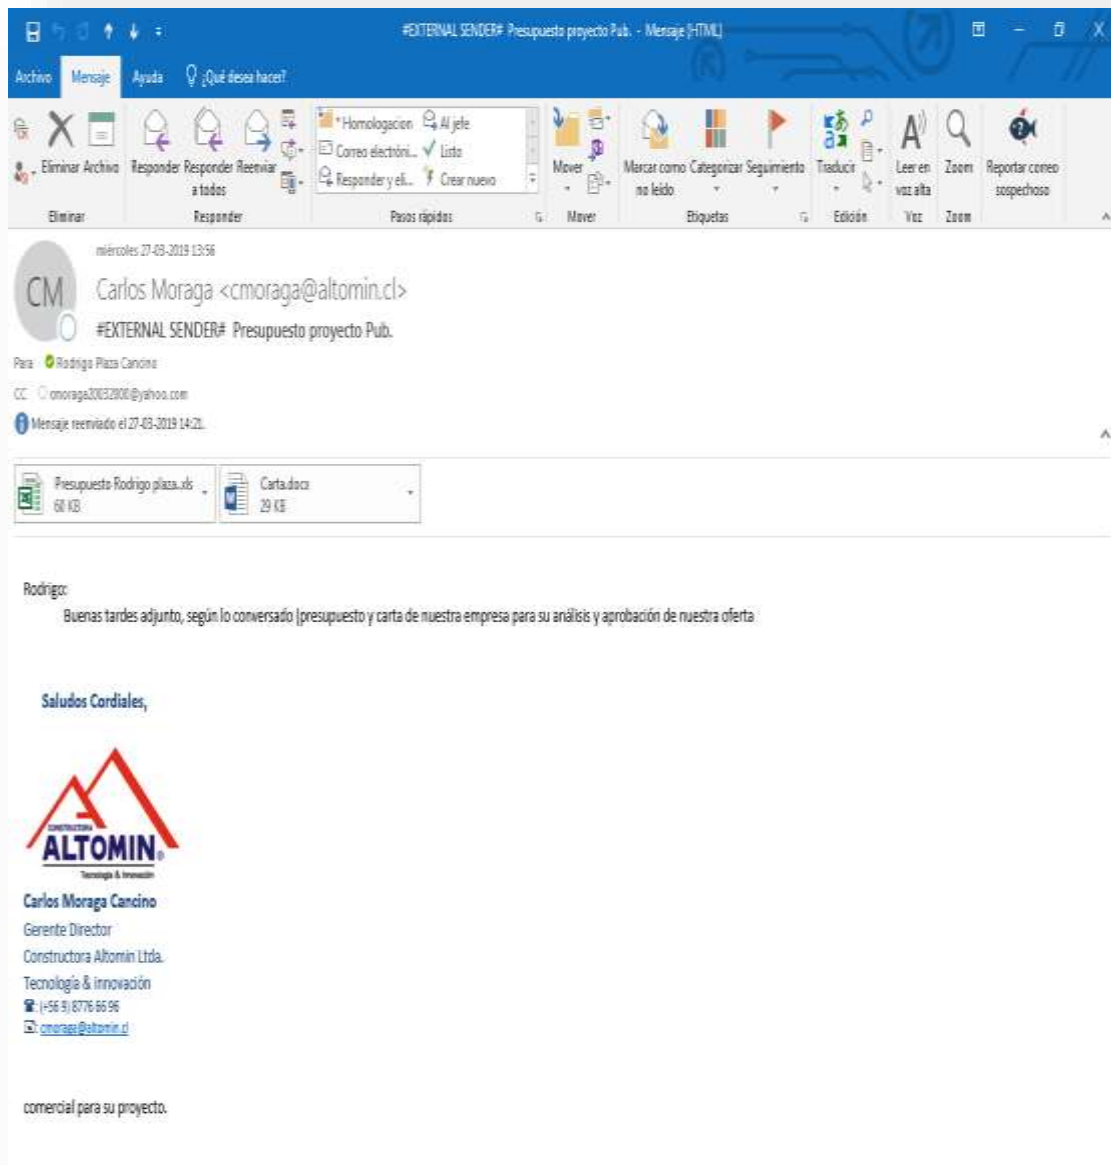 #EXTERNAL SENDER# Presupuesto proyecto Pub. - Mensaje (HTML)
Archivo Mensaje Ayuda ¿Qué desea hacer?
Eliminar Archivo Responder Responder a todos Reenviar
Homologacion Al jefe
Correo electróni... Listo
Responder y eli... Crear nuevo
Mover Marcar como no leído Categorizar Seguimiento Traducir Leer en voz alta Zoom Reportar correo sospechoso
Eliminar Responder Pasos rápidos Mover Etiquetas Edición Voz Zoom
miércoles 27-03-2019 13:56
CM
Carlos Moraga <cmoraga@altomin.cl>
#EXTERNAL SENDER# Presupuesto proyecto Pub.
Para Rodrigo Plaza Cancino
CC
Mensaje reenviado el 27-03-2019 14:21.
Presupuesto Rodrigo plaza..xls
60 KB
Carta.docx
29 KB
Rodrigo:
Buenas tardes adjunto, según lo conversado (presupuesto y carta de nuestra empresa para su análisis y aprobación de nuestra oferta
Saludos Cordiales,
CONSTRUCTORA
ALTOMIN®
Tecnología & Innovación
Carlos Moraga Cancino
Gerente Director
Constructora Altomin Ltda.
Tecnología & innovación
: (+56 9) 8776 66 96
: cmoraga@altomin.cl
comercial para su proyecto.